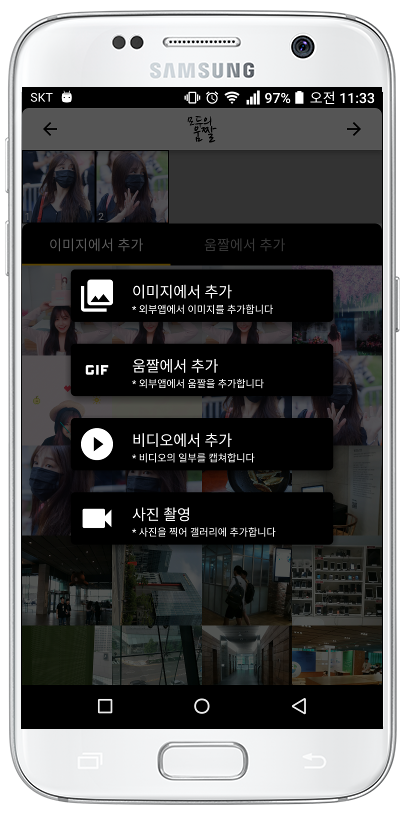 SAMSUNG
SKT 97% 오전 11:33
모두의
움짤
1 2
이미지에서 추가 움짤에서 추가
이미지에서 추가
* 외부앱에서 이미지를 추가합니다
GIF 움짤에서 추가
* 외부앱에서 움짤을 추가합니다
비디오에서 추가
* 비디오의 일부를 캡쳐합니다
사진 촬영
* 사진을 찍어 갤러리에 추가합니다